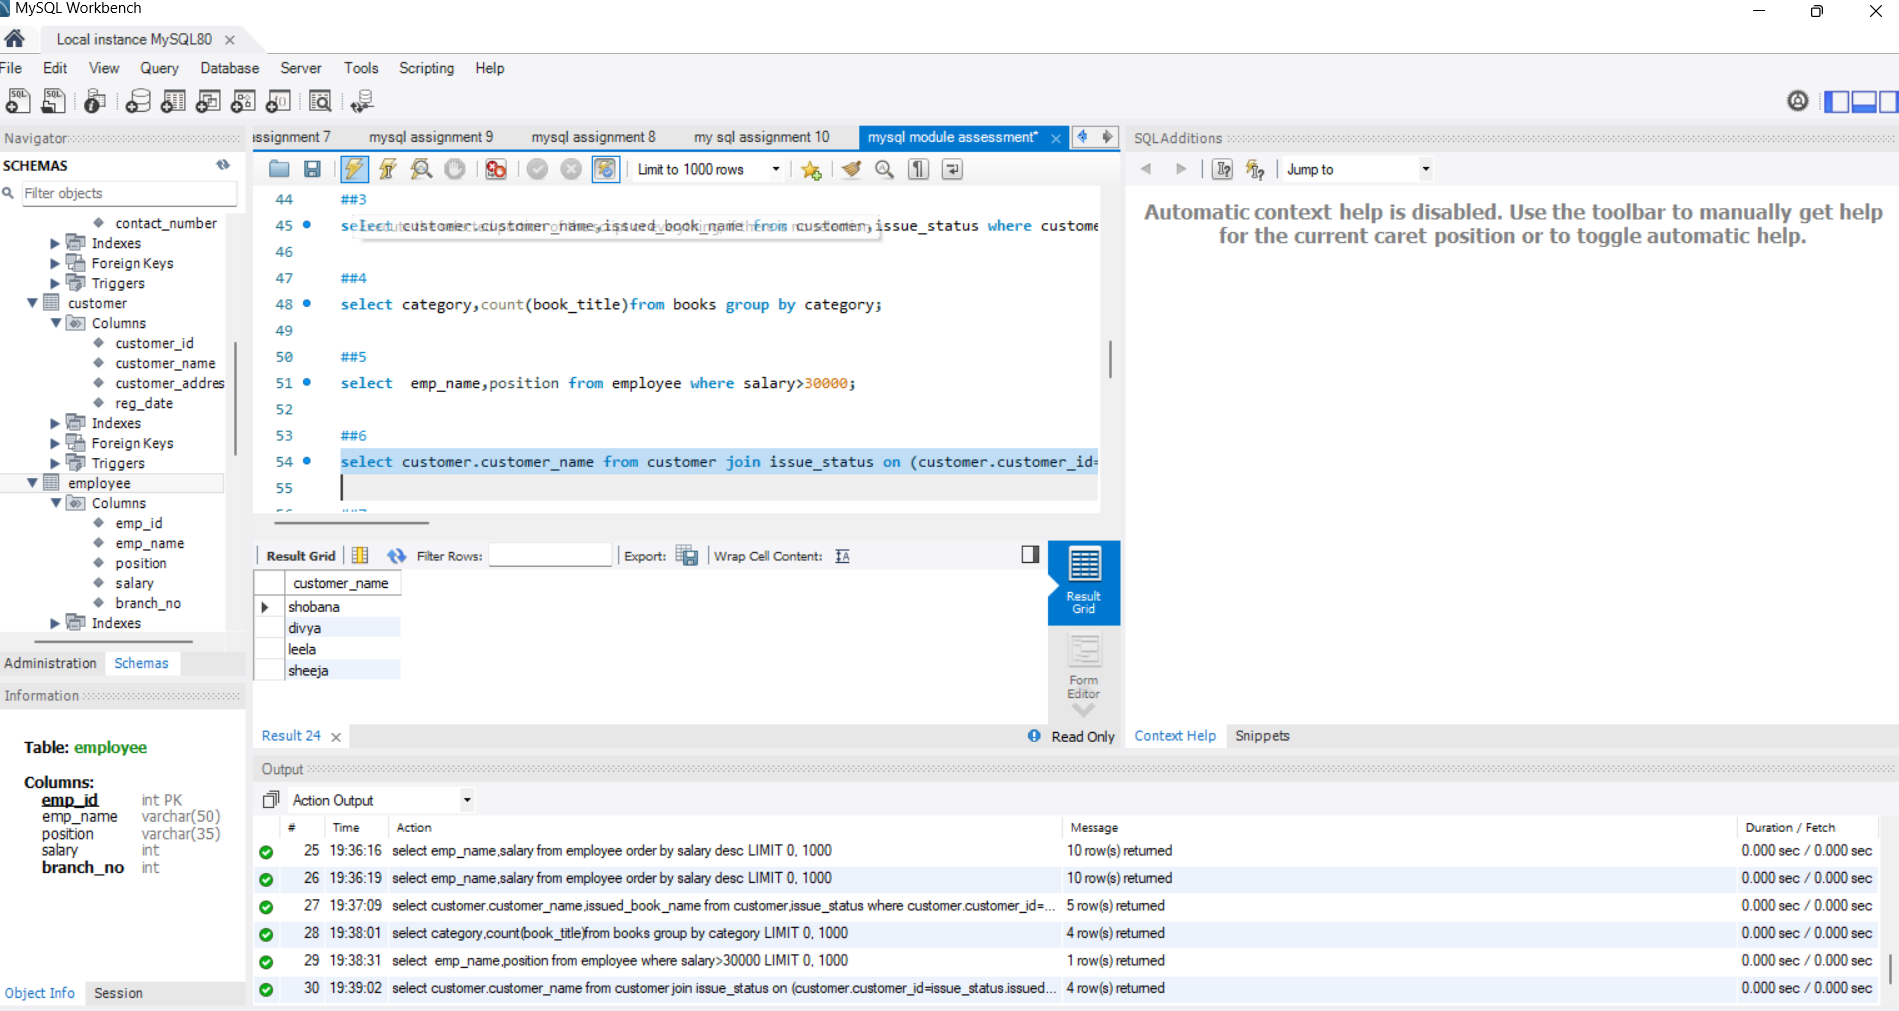 MySQL Workbench
Local instance MySQL80
File Edit View Query Database Server Tools Scripting Help
Navigator
SCHEMAS
Filter objects
contact_number
Indexes
Foreign Keys
Triggers
customer
Columns
customer_id
customer_name
customer_addres
reg_date
Indexes
Foreign Keys
Triggers
employee
Columns
emp_id
emp_name
position
salary
branch_no
Indexes
Administration Schemas
Information
Table: employee
Columns:
emp_id int PK
emp_name varchar(50)
position varchar(35)
salary int
branch_no int
Object Info Session
assignment 7 mysql assignment 9 mysql assignment 8 my sql assignment 10 mysql module assessment*
Limit to 1000 rows
44 ##3
45 select customer.customer_name,issued_book_name from customer,issue_status where custome
46
47 ##4
48 select category,count(book_title)from books group by category;
49
50 ##5
51 select emp_name,position from employee where salary>30000;
52
53 ##6
54 select customer.customer_name from customer join issue_status on (customer.customer_id=
55
Result Grid Filter Rows: Export: Wrap Cell Content:
customer_name
shobana
divya
leela
sheeja
Result Grid
Form Editor
Result 24
Read Only
SQLAdditions
Jump to
Automatic context help is disabled. Use the toolbar to manually get help
for the current caret position or to toggle automatic help.
Context Help Snippets
Output
Action Output
# Time Action Message Duration / Fetch
25 19:36:16 select emp_name,salary from employee order by salary desc LIMIT 0, 1000 10 row(s) returned 0.000 sec / 0.000 sec
26 19:36:19 select emp_name,salary from employee order by salary desc LIMIT 0, 1000 10 row(s) returned 0.000 sec / 0.000 sec
27 19:37:09 select customer.customer_name,issued_book_name from customer,issue_status where customer.customer_id=... 5 row(s) returned 0.000 sec / 0.000 sec
28 19:38:01 select category,count(book_title)from books group by category LIMIT 0, 1000 4 row(s) returned 0.000 sec / 0.000 sec
29 19:38:31 select emp_name,position from employee where salary>30000 LIMIT 0, 1000 1 row(s) returned 0.000 sec / 0.000 sec
30 19:39:02 select customer.customer_name from customer join issue_status on (customer.customer_id=issue_status.issued... 4 row(s) returned 0.000 sec / 0.000 sec